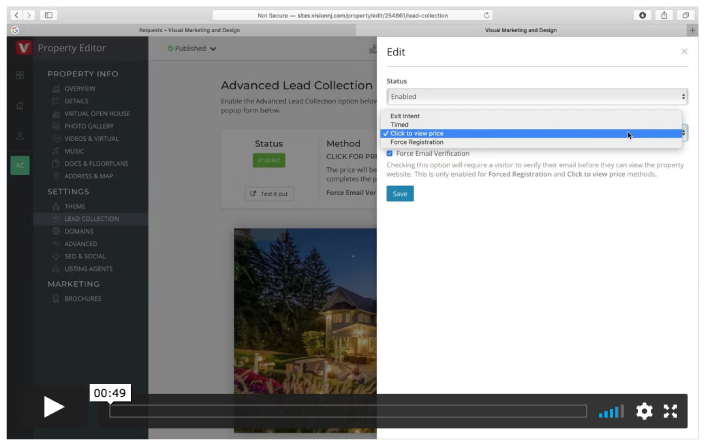 Not Secure — sites.visionnj.com/property/edit/254861/lead-collection
Requests – Visual Marketing and Design
Visual Marketing and Design
Property Editor
Published
Edit
PROPERTY INFO
OVERVIEW
DETAILS
VIRTUAL OPEN HOUSE
PHOTO GALLERY
VIDEOS & VIRTUAL
MUSIC
DOCS & FLOORPLANS
ADDRESS & MAP
SETTINGS
THEME
LEAD COLLECTION
DOMAINS
ADVANCED
SEO & SOCIAL
LISTING AGENTS
MARKETING
BROCHURES
AC
Advanced Lead Collection
Enable the Advanced Lead Collection option below
popup form below.
Status
Enabled
Test it out
Method
CLICK FOR PRI
The price will be
completes the p
Force Email Ver
Status
Enabled
Exit Intent
Timed
✓ Click to view price
Force Registration
Force Email Verification
Checking this option will require a visitor to verify their email before they can view the property
website. This is only enabled for Forced Registration and Click to view price methods.
Save
00:49